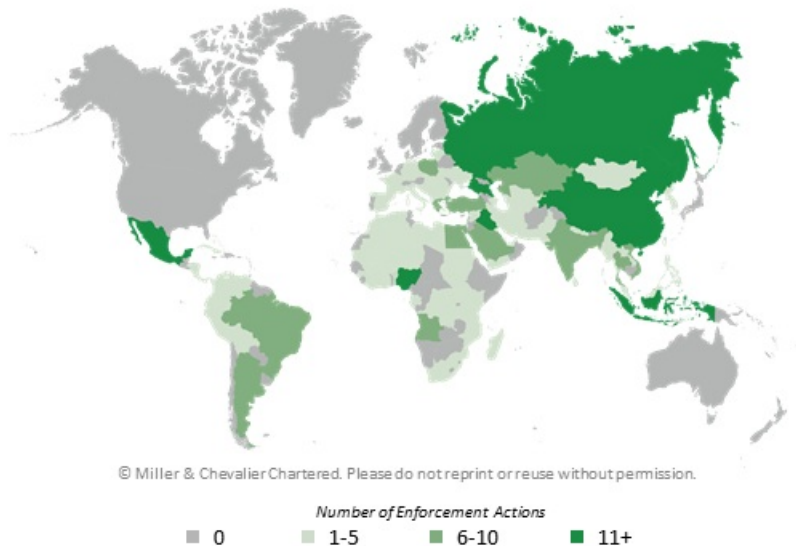 © Miller & Chevalier Chartered. Please do not reprint or reuse without permission.
Number of Enforcement Actions
0 1-5 6-10 11+